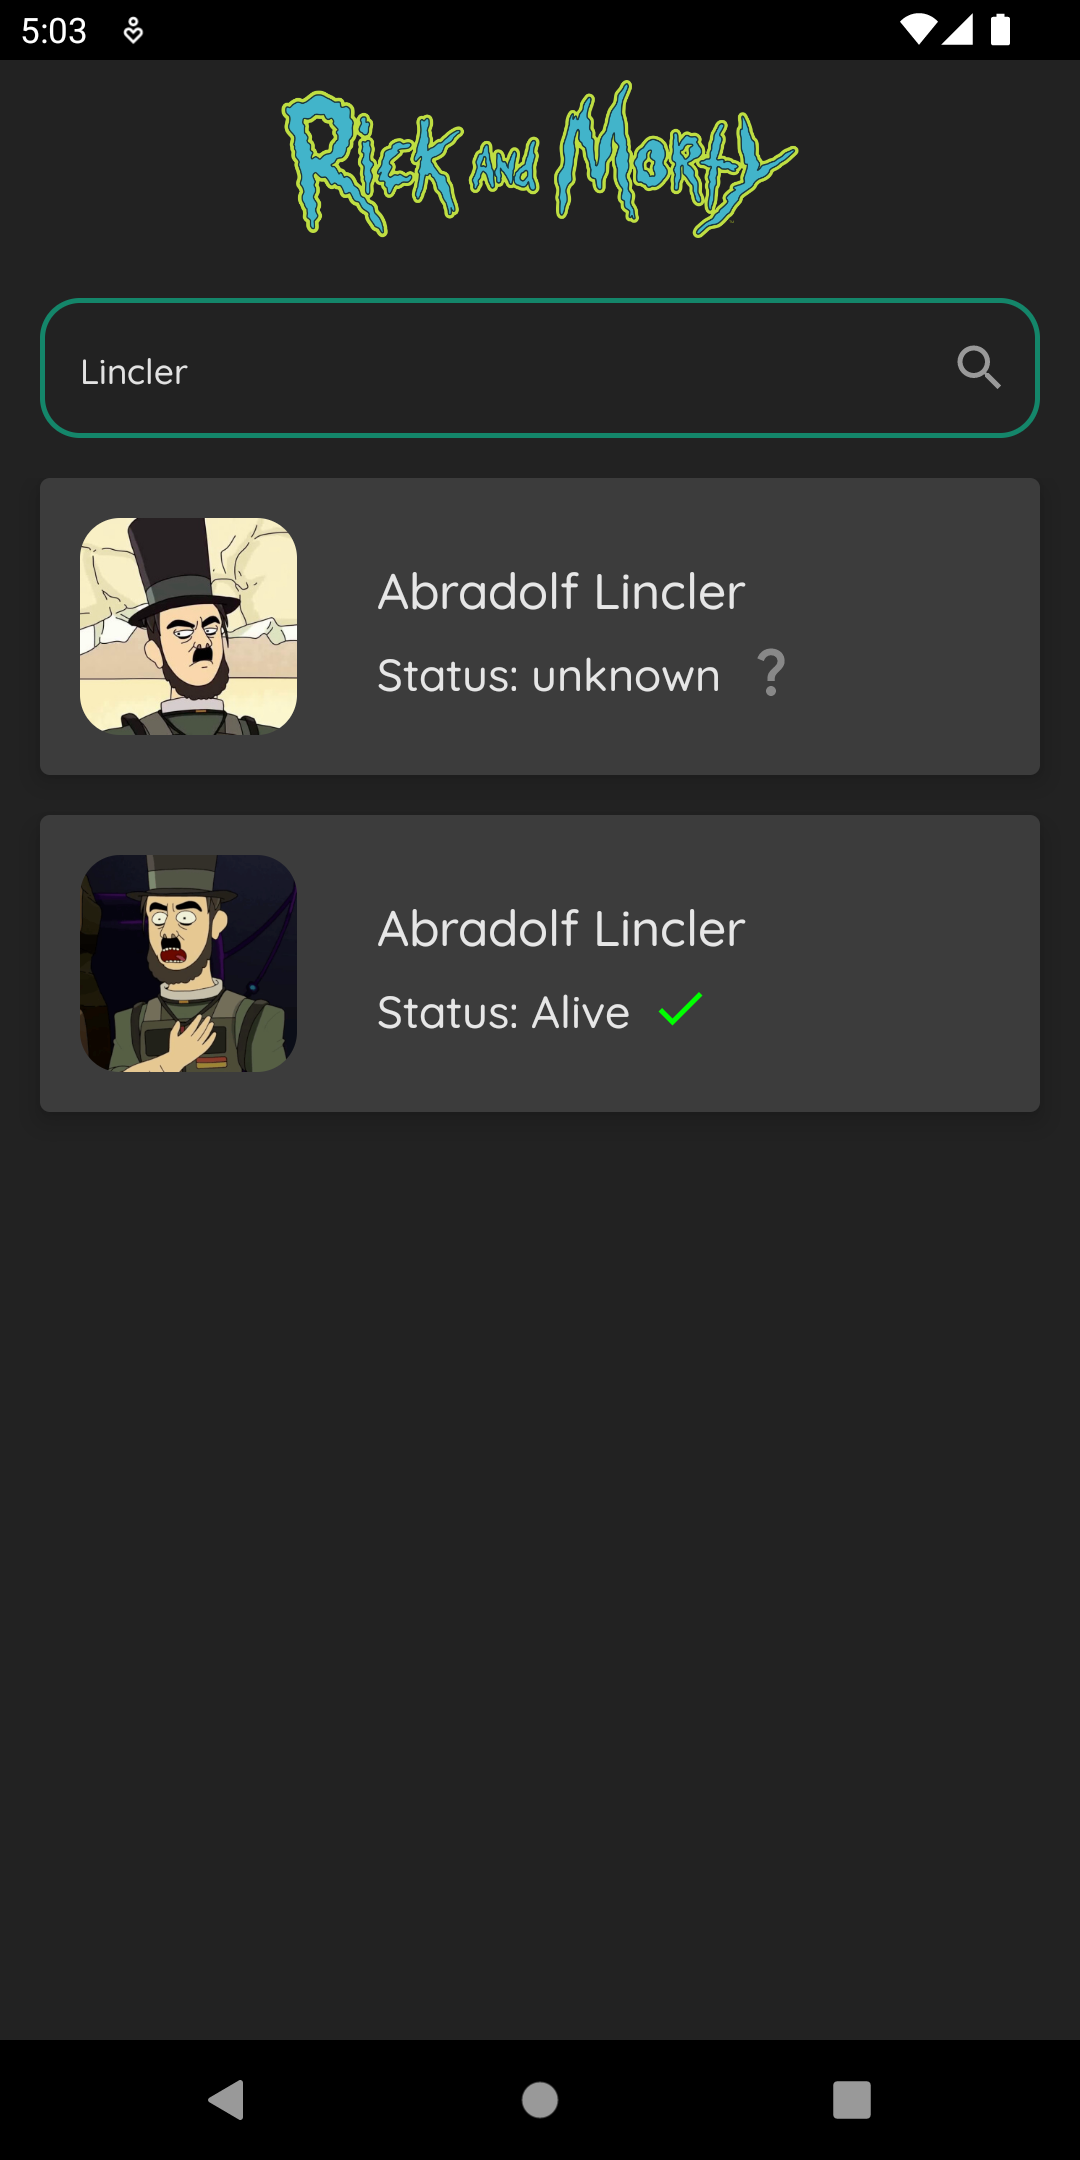 5:03
Rick and Morty
Lincler
Abradolf Lincler
Status: unknown ?
Abradolf Lincler
Status: Alive